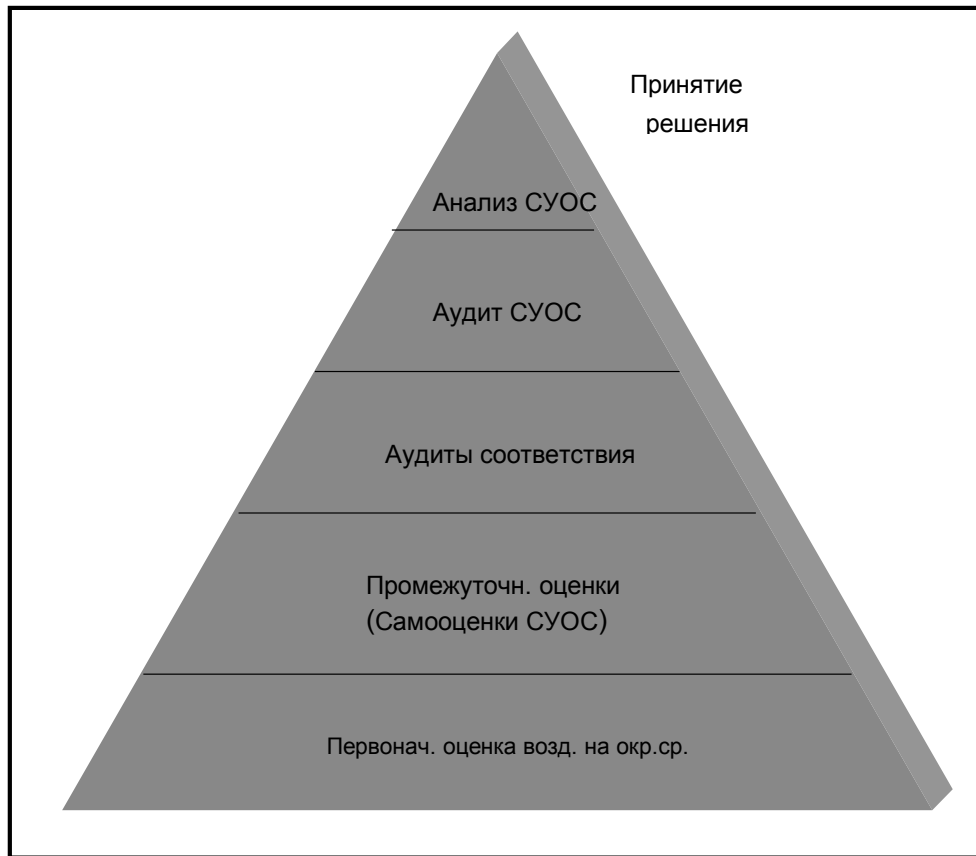 Принятие
решения
Анализ СУОС
Аудит СУОС
Аудиты соответствия
Промежуточн. оценки
(Самооценки СУОС)
Первонач. оценка возд. на окр.ср.